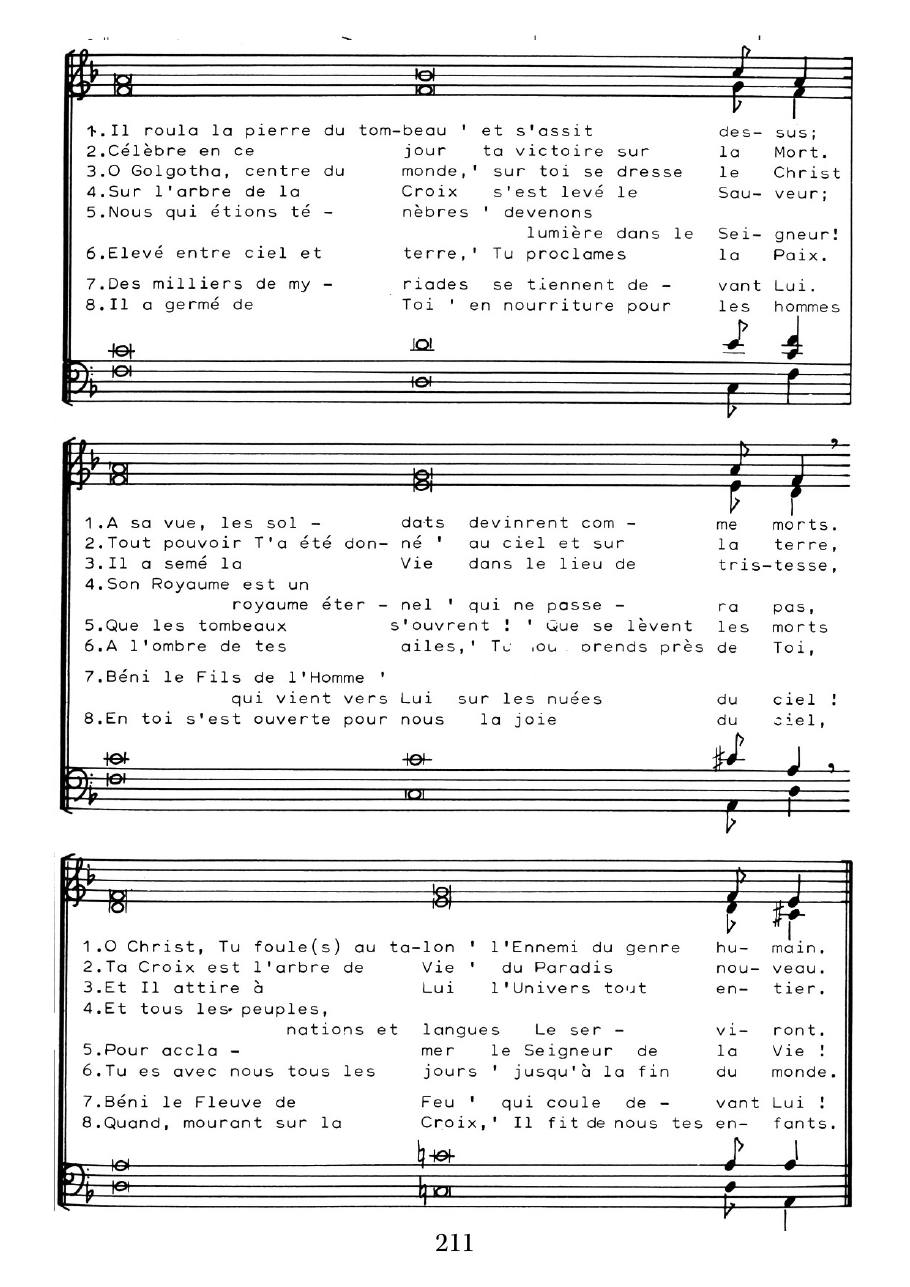 1.Il roula la pierre du tom-beau ' et s'assit des- sus;
2.Célèbre en ce jour ta victoire sur la Mort.
3.O Golgotha, centre du monde,' sur toi se dresse le Christ
4.Sur l'arbre de la Croix s'est levé le Sau- veur;
5.Nous qui étions té - nèbres ' devenons
lumière dans le Sei- gneur!
6.Elevé entre ciel et terre,' Tu proclames la Paix.
7.Des milliers de my - riades se tiennent de - vant Lui.
8.Il a germé de Toi ' en nourriture pour les hommes
1.A sa vue, les sol - dats devinrent com - me morts.
2.Tout pouvoir T'a été don- né ' au ciel et sur la terre,
3.Il a semé la Vie dans le lieu de tris-tesse,
4.Son Royaume est un
royaume éter - nel ' qui ne passe - ra pas,
5.Que les tombeaux s'ouvrent ! ' Que se lèvent les morts
6.A l'ombre de tes ailes,' près de Toi,
7.Béni le Fils de l'Homme '
qui vient vers Lui sur les nuées du ciel !
8.En toi s'est ouverte pour nous la joie du ciel,
1.O Christ, Tu foule(s) au ta-lon ' l'Ennemi du genre hu- main.
2.Ta Croix est l'arbre de Vie ' du Paradis nou- veau.
3.Et Il attire à Lui l'Univers tout en- tier.
4.Et tous les peuples,
nations et langues Le ser - vi- ront.
5.Pour accla - mer le Seigneur de la Vie !
6.Tu es avec nous tous les jours ' jusqu'à la fin du monde.
7.Béni le Fleuve de Feu ' qui coule de - vant Lui !
8.Quand, mourant sur la Croix,' Il fit de nous tes en- fants.
211